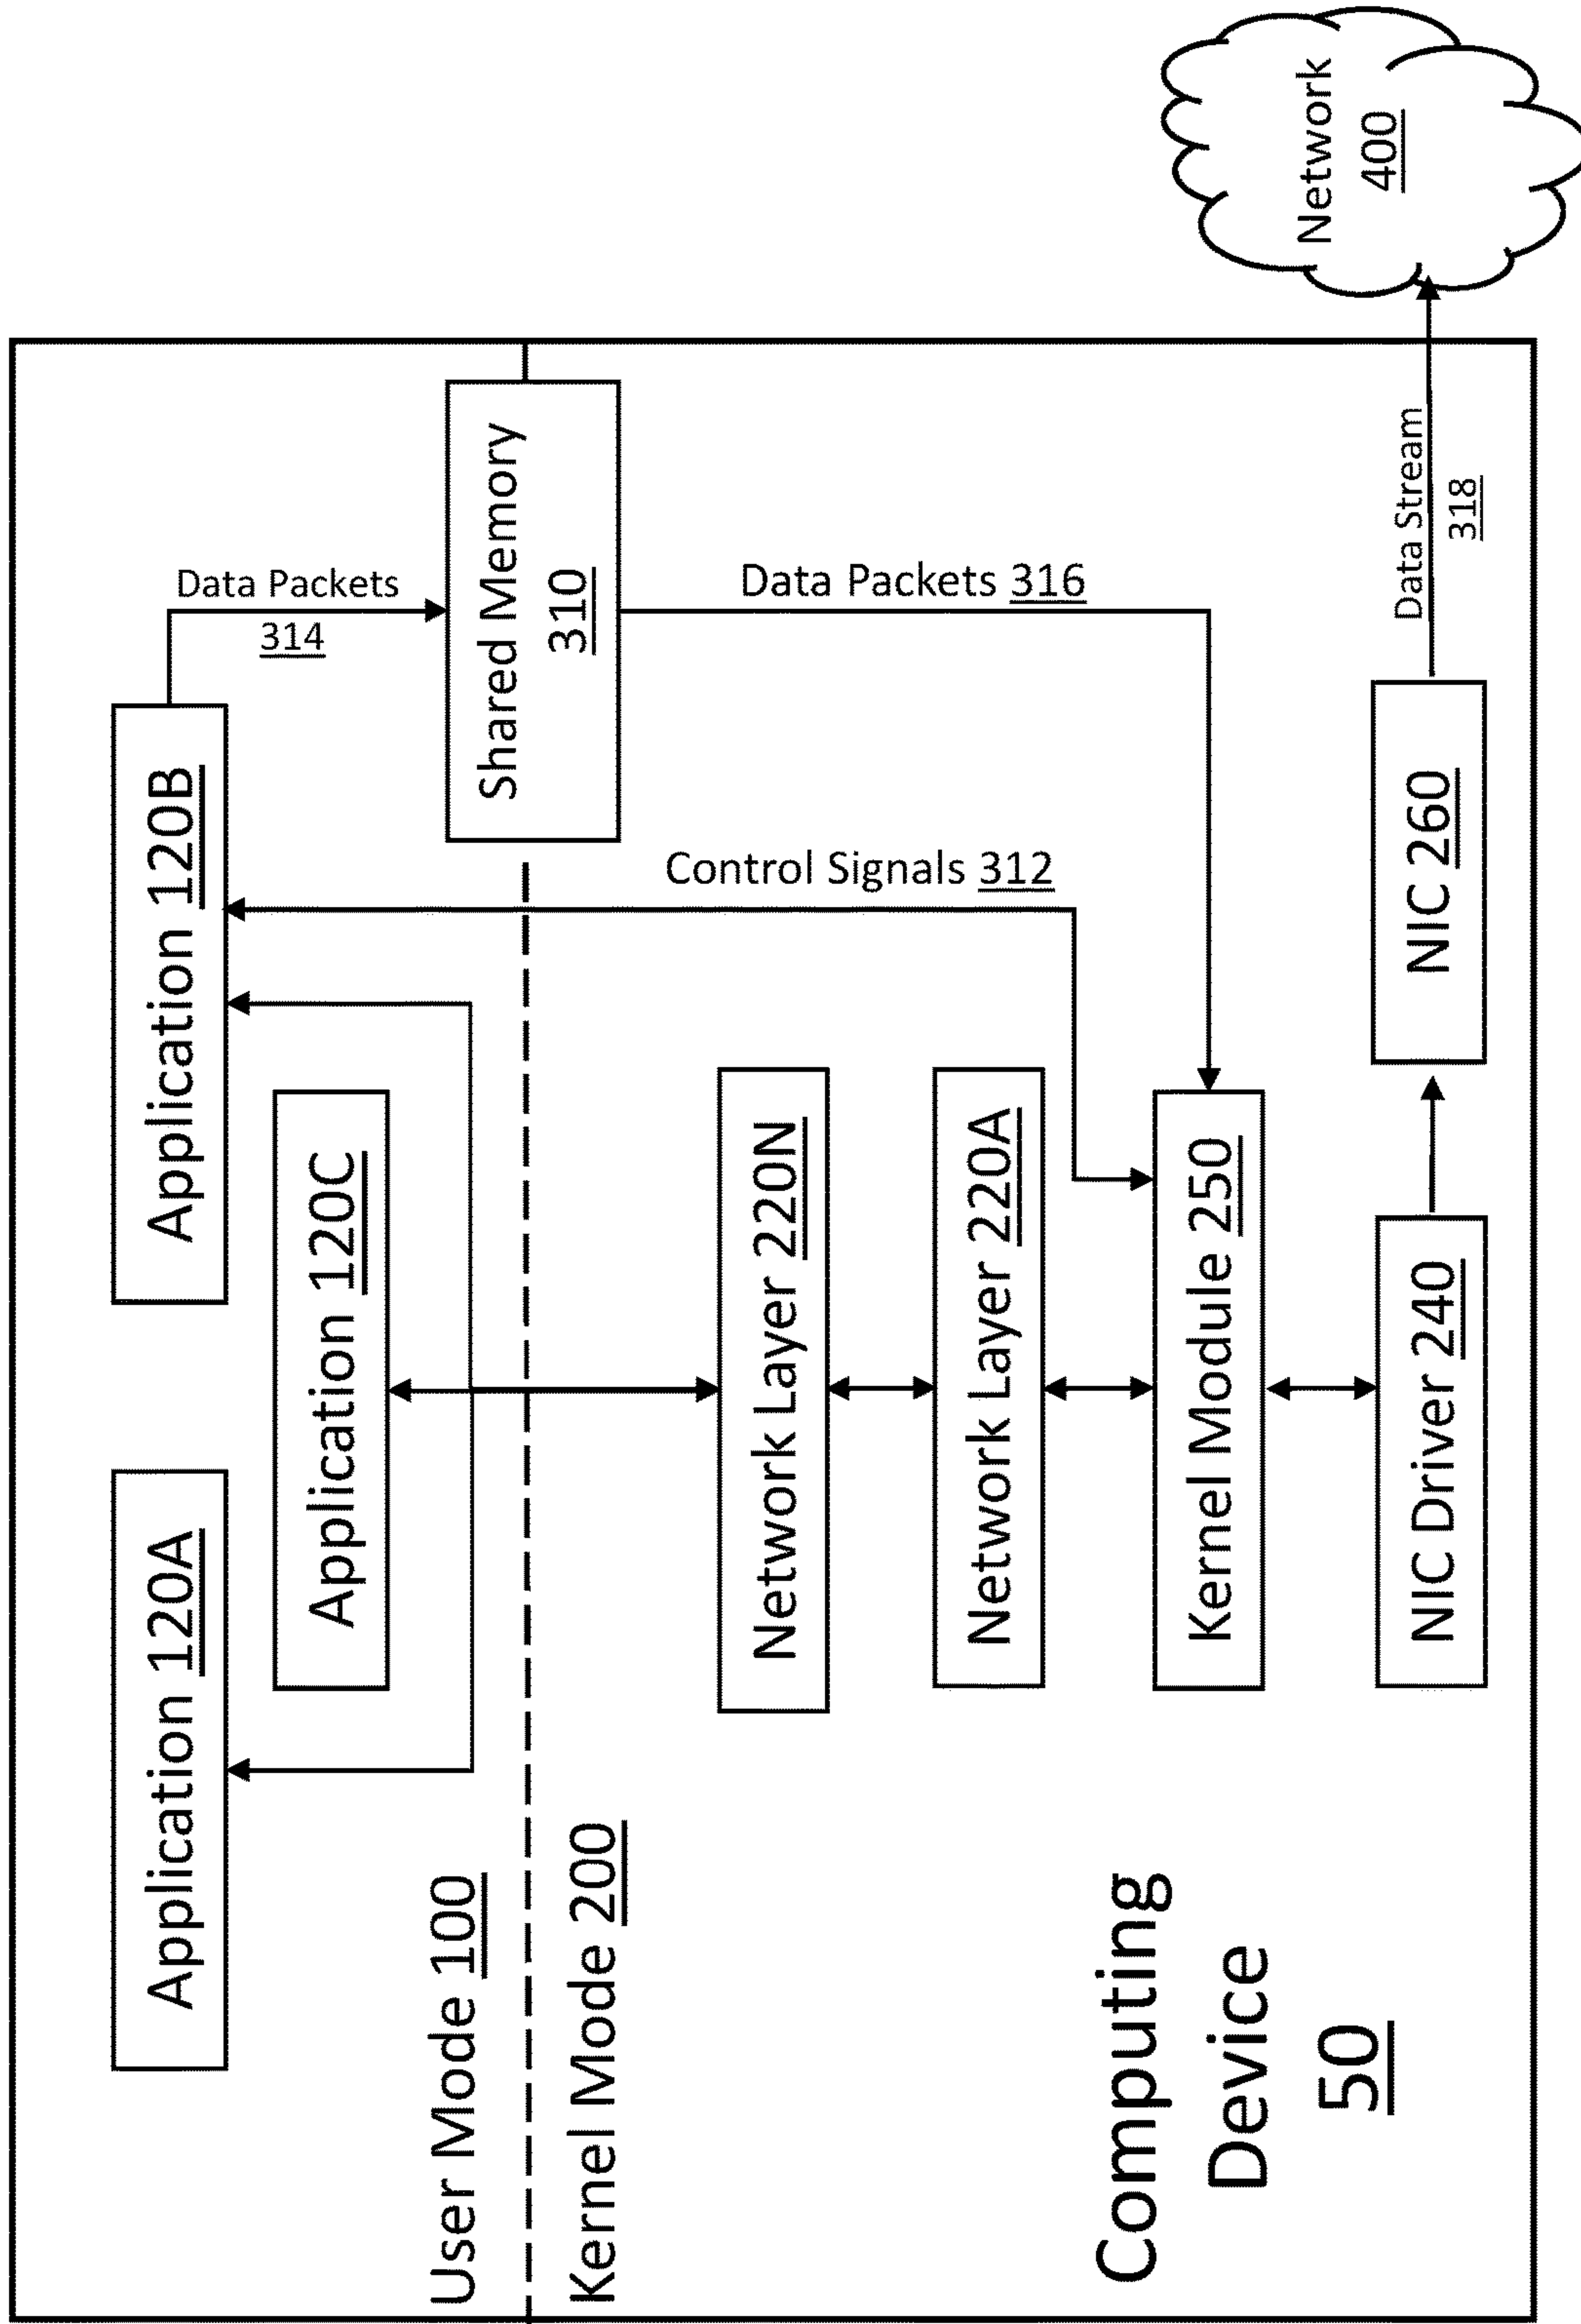 Application 120A
Application 120B
Application 120C
Data Packets
314
User Mode 100
Kernel Mode 200
Shared Memory
310
Control Signals 312
Data Packets 316
Network Layer 220N
Network Layer 220A
Kernel Module 250
NIC Driver 240
NIC 260
Data Stream
318
Network
400
Computing
Device
50